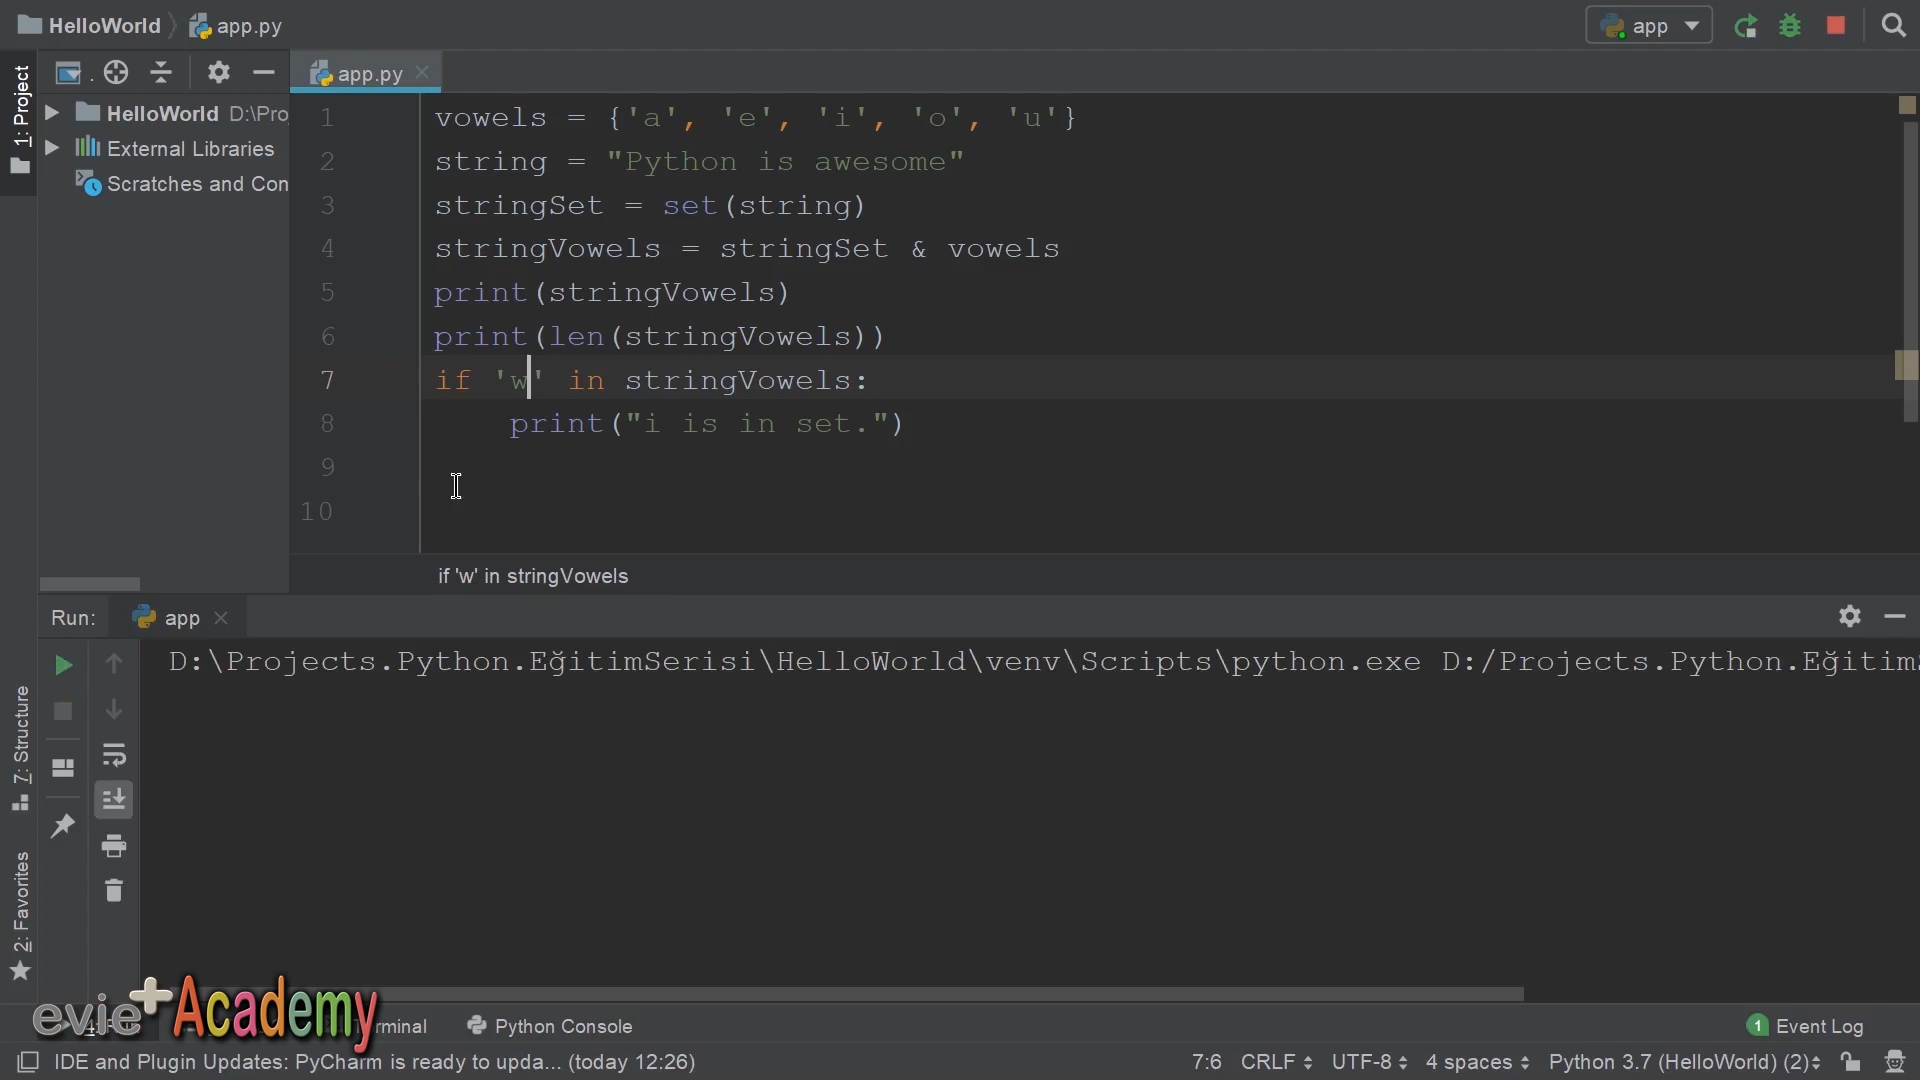 HelloWorld app.py
app
1: Project
app.py
HelloWorld D:\Pro
External Libraries
Scratches and Con
1 vowels = {'a', 'e', 'i', 'o', 'u'}
2 string = "Python is awesome"
3 stringSet = set(string)
4 stringVowels = stringSet & vowels
5 print(stringVowels)
6 print(len(stringVowels))
7 if 'w' in stringVowels:
8 print("i is in set.")
9
10
if 'w' in stringVowels
Run: app
D:\Projects.Python.EğitimSerisi\HelloWorld\venv\Scripts\python.exe D:/Projects.Python.Eğitim
7: Structure
2: Favorites
evie+Academy
Python Console
1 Event Log
IDE and Plugin Updates: PyCharm is ready to upda... (today 12:26)
7:6 CRLF UTF-8 4 spaces Python 3.7 (HelloWorld) (2)